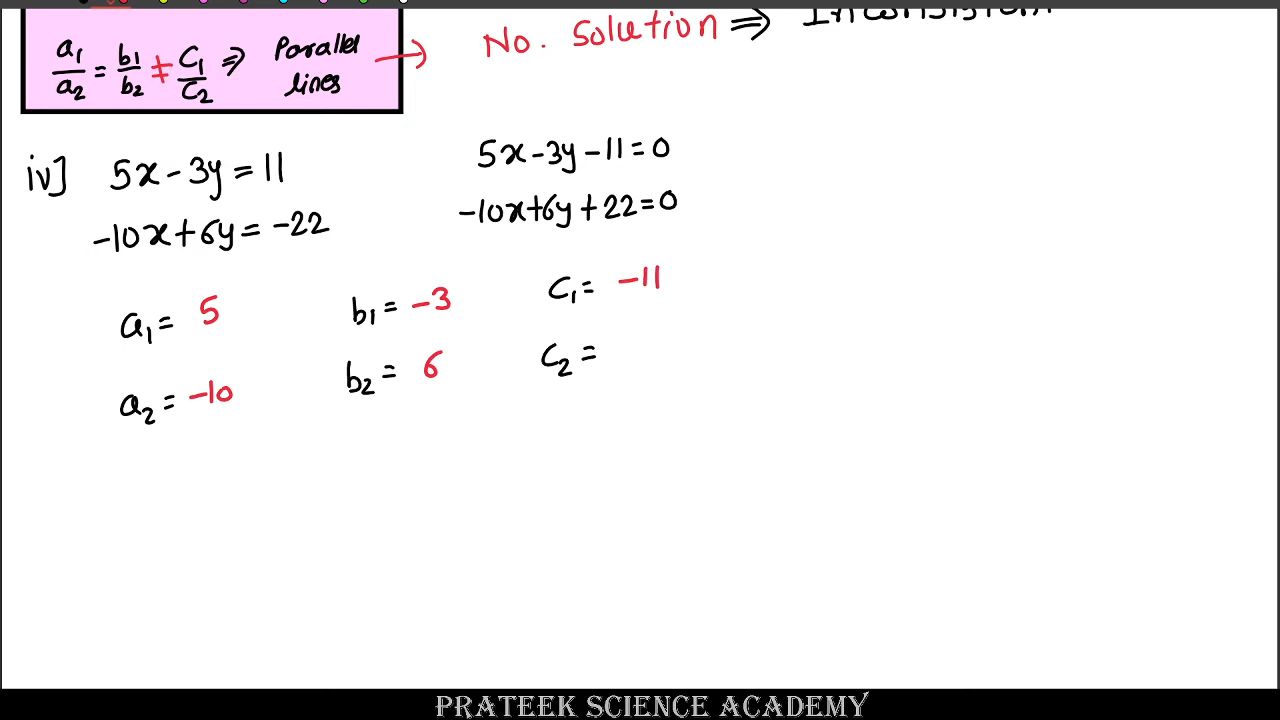 No. Solution ⇒ Inconsistent
a₁/a₂ = b₁/b₂ ≠ C₁/C₂ ⇒ Parallel lines →
iv] 5x - 3y = 11
-10x + 6y = -22
5x - 3y - 11 = 0
-10x + 6y + 22 = 0
a₁ = 5 b₁ = -3 C₁ = -11
a₂ = -10 b₂ = 6 C₂ =
PRATEEK SCIENCE ACADEMY